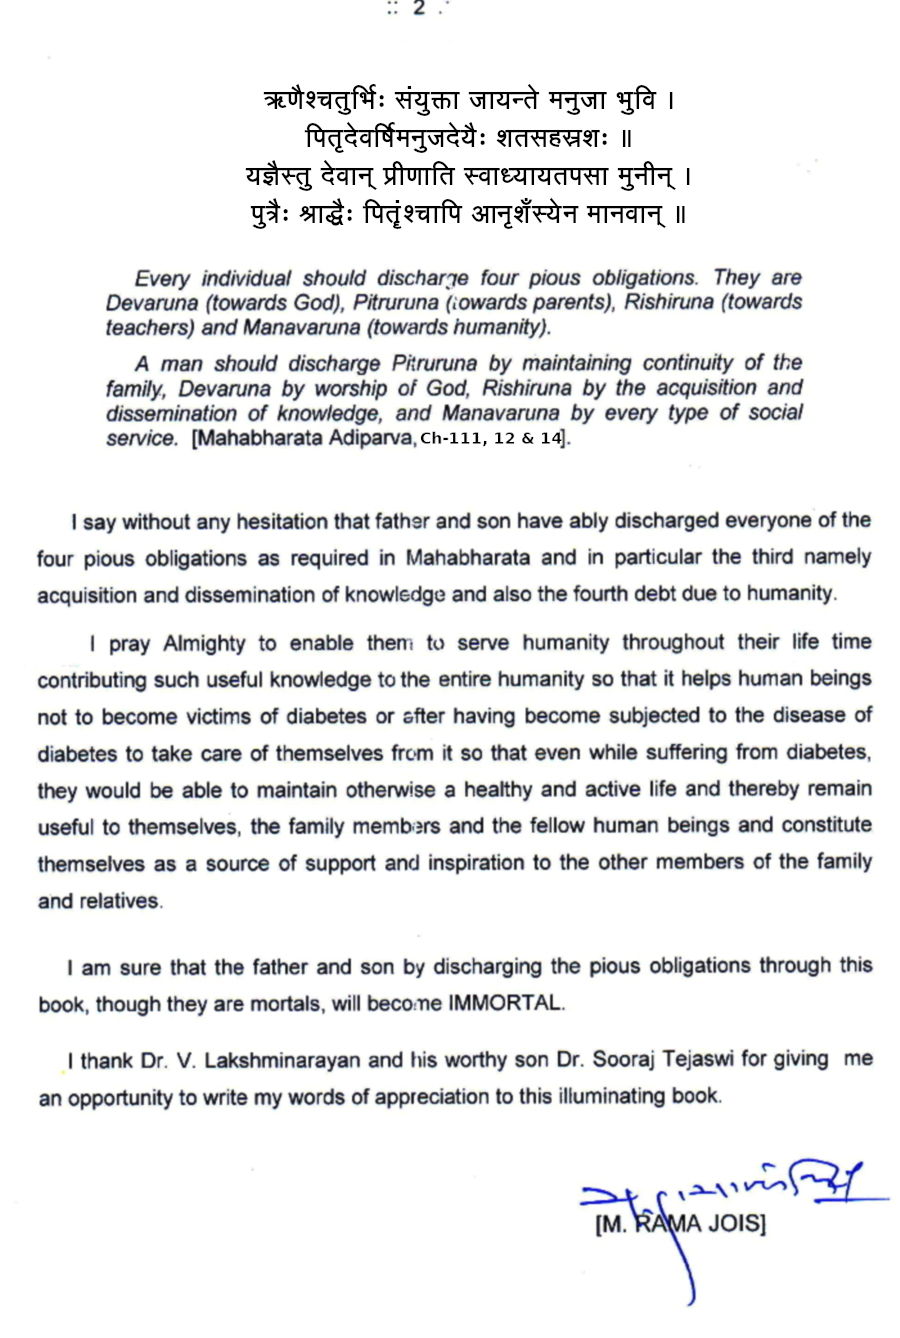 :: 2 .·
ऋणैश्चतुर्भिः संयुक्ता जायन्ते मनुजा भुवि ।
पितृदेवर्षिमनुजदेयैः शतसहस्रशः ॥
यज्ञैस्तु देवान् प्रीणाति स्वाध्यायतपसा मुनीन् ।
पुत्रैः श्राद्धैः पितॄंश्चापि आनृशँस्येन मानवान् ॥
Every individual should discharge four pious obligations. They are
Devaruna (towards God), Pitruruna (towards parents), Rishiruna (towards
teachers) and Manavaruna (towards humanity).
A man should discharge Pitruruna by maintaining continuity of the
family, Devaruna by worship of God, Rishiruna by the acquisition and
dissemination of knowledge, and Manavaruna by every type of social
service. [Mahabharata Adiparva, Ch-111, 12 & 14].
I say without any hesitation that father and son have ably discharged everyone of the
four pious obligations as required in Mahabharata and in particular the third namely
acquisition and dissemination of knowledge and also the fourth debt due to humanity.
I pray Almighty to enable them to serve humanity throughout their life time
contributing such useful knowledge to the entire humanity so that it helps human beings
not to become victims of diabetes or after having become subjected to the disease of
diabetes to take care of themselves from it so that even while suffering from diabetes,
they would be able to maintain otherwise a healthy and active life and thereby remain
useful to themselves, the family members and the fellow human beings and constitute
themselves as a source of support and inspiration to the other members of the family
and relatives.
I am sure that the father and son by discharging the pious obligations through this
book, though they are mortals, will become IMMORTAL.
I thank Dr. V. Lakshminarayan and his worthy son Dr. Sooraj Tejaswi for giving me
an opportunity to write my words of appreciation to this illuminating book.
[M. RAMA JOIS]